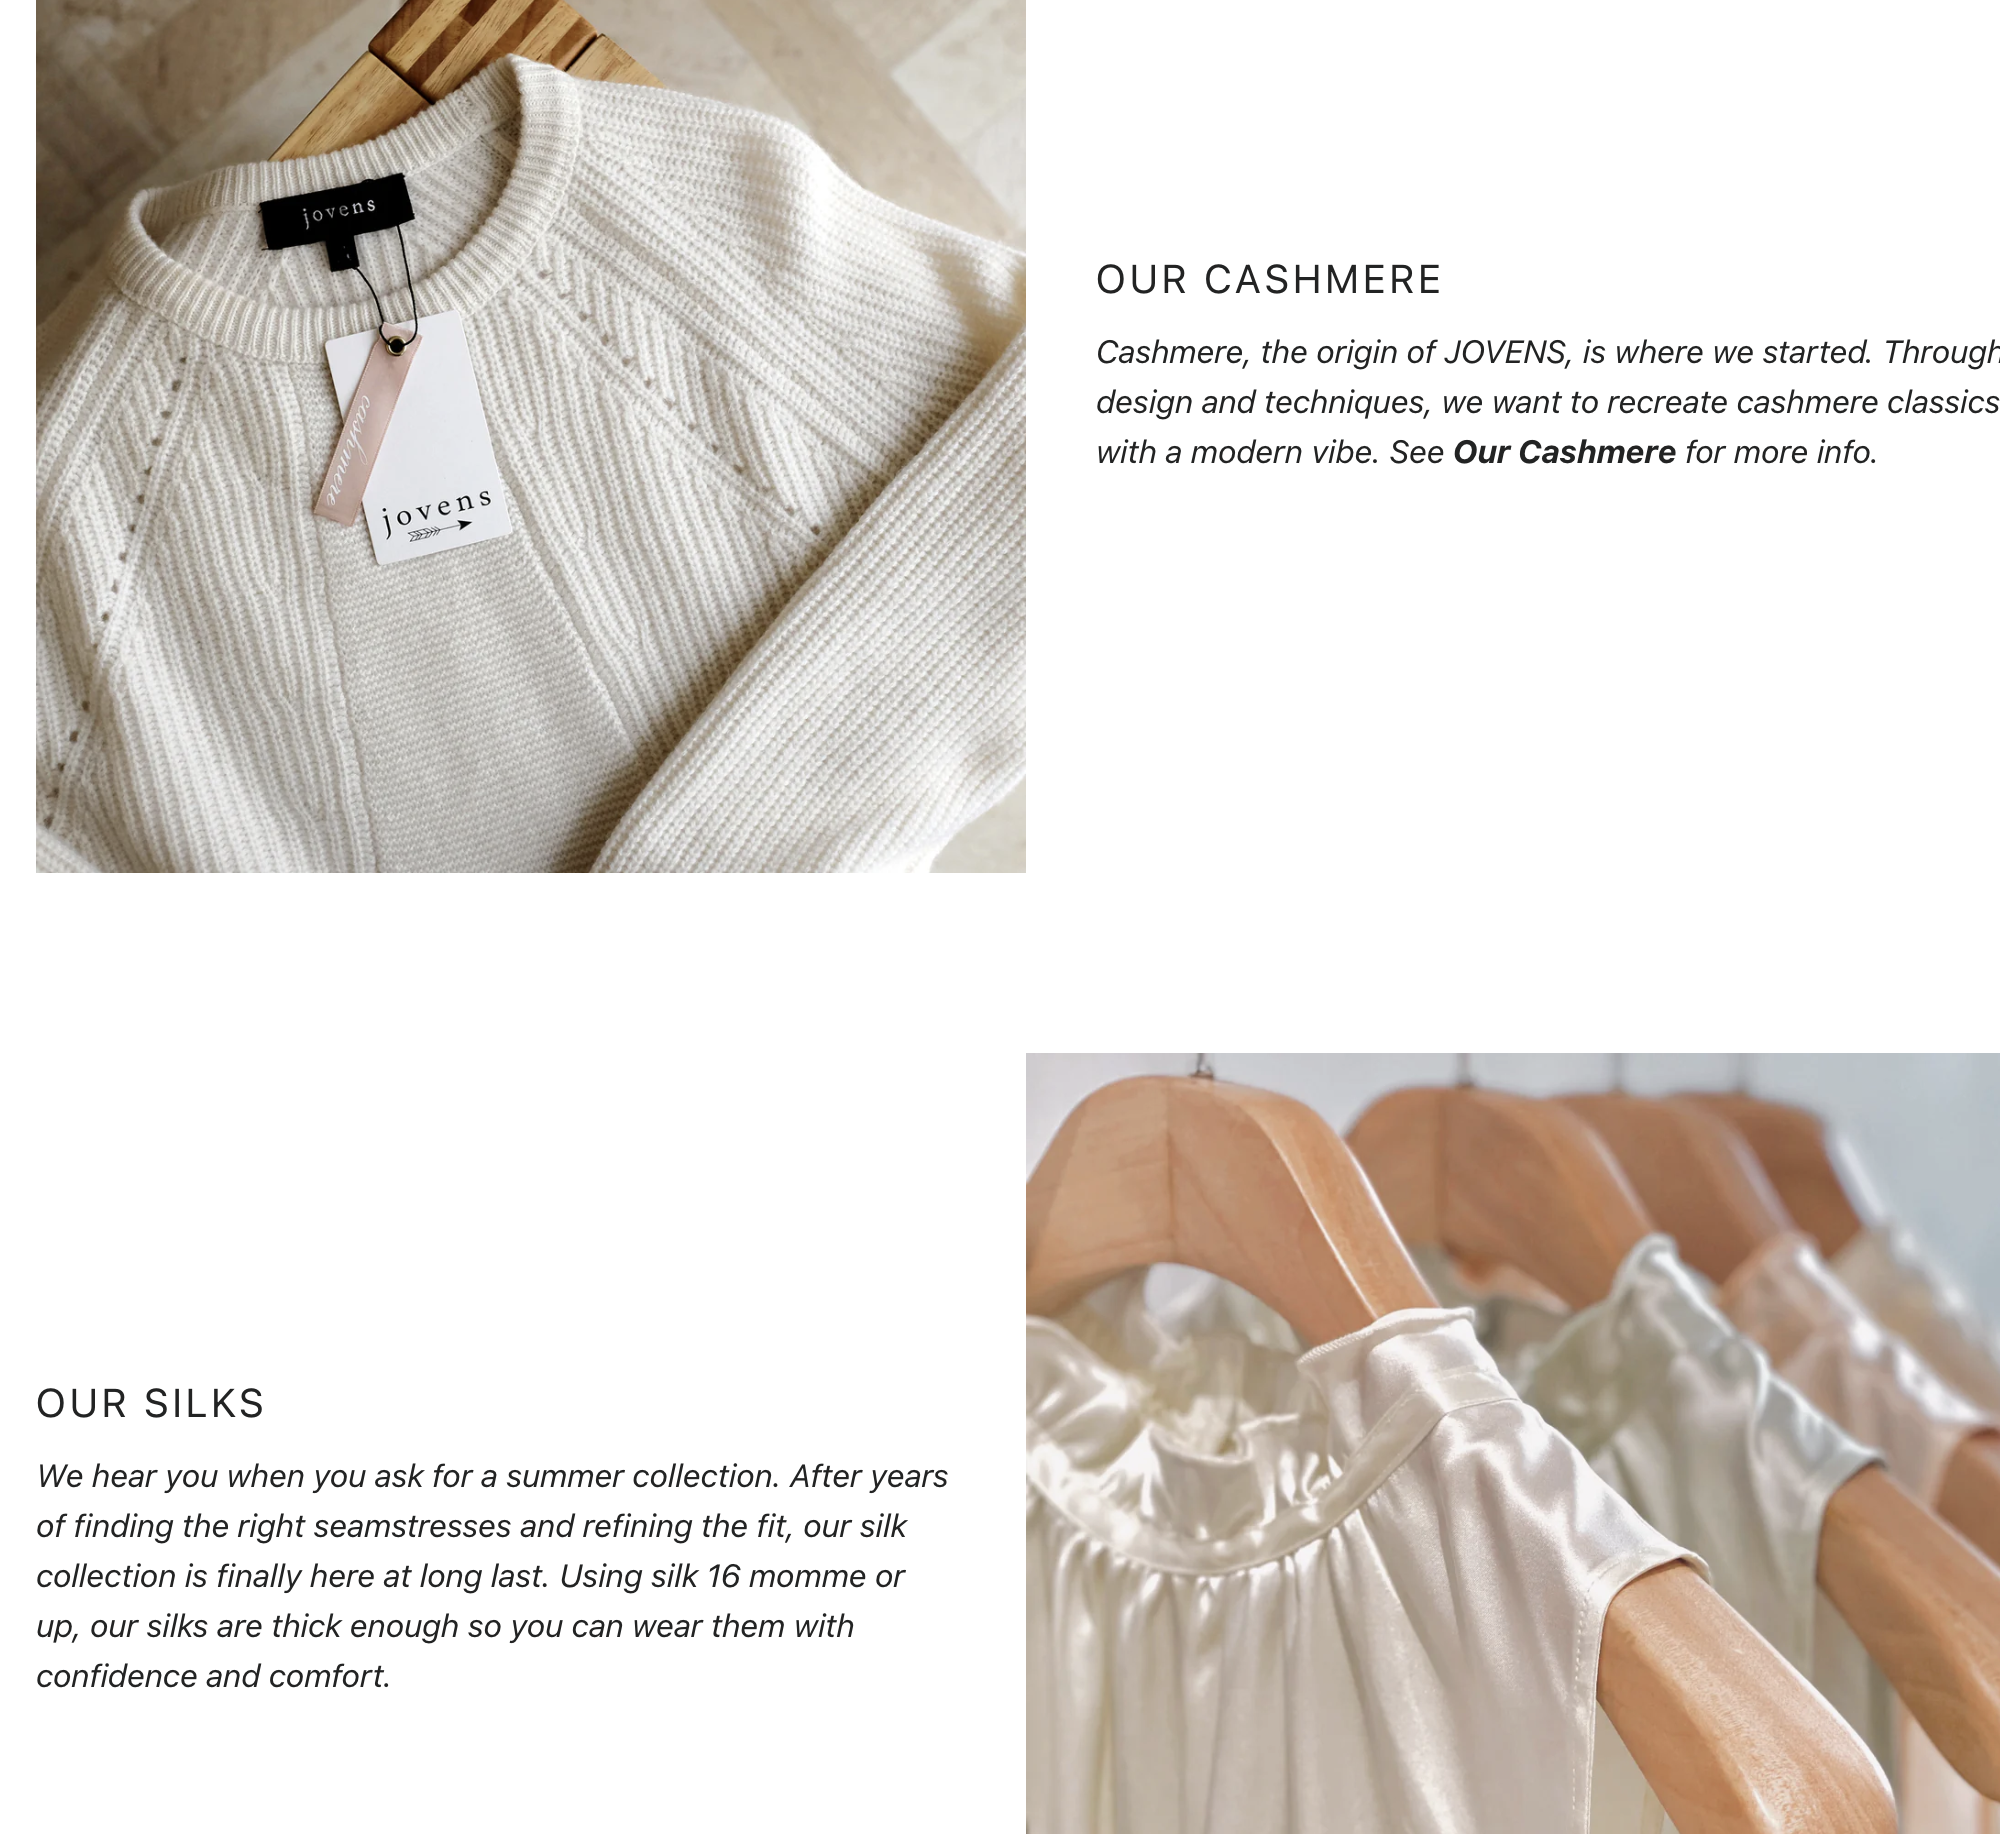 jovens
cashmere
jovens
OUR CASHMERE
Cashmere, the origin of JOVENS, is where we started. Through
design and techniques, we want to recreate cashmere classics
with a modern vibe. See Our Cashmere for more info.
OUR SILKS
We hear you when you ask for a summer collection. After years
of finding the right seamstresses and refining the fit, our silk
collection is finally here at long last. Using silk 16 momme or
up, our silks are thick enough so you can wear them with
confidence and comfort.